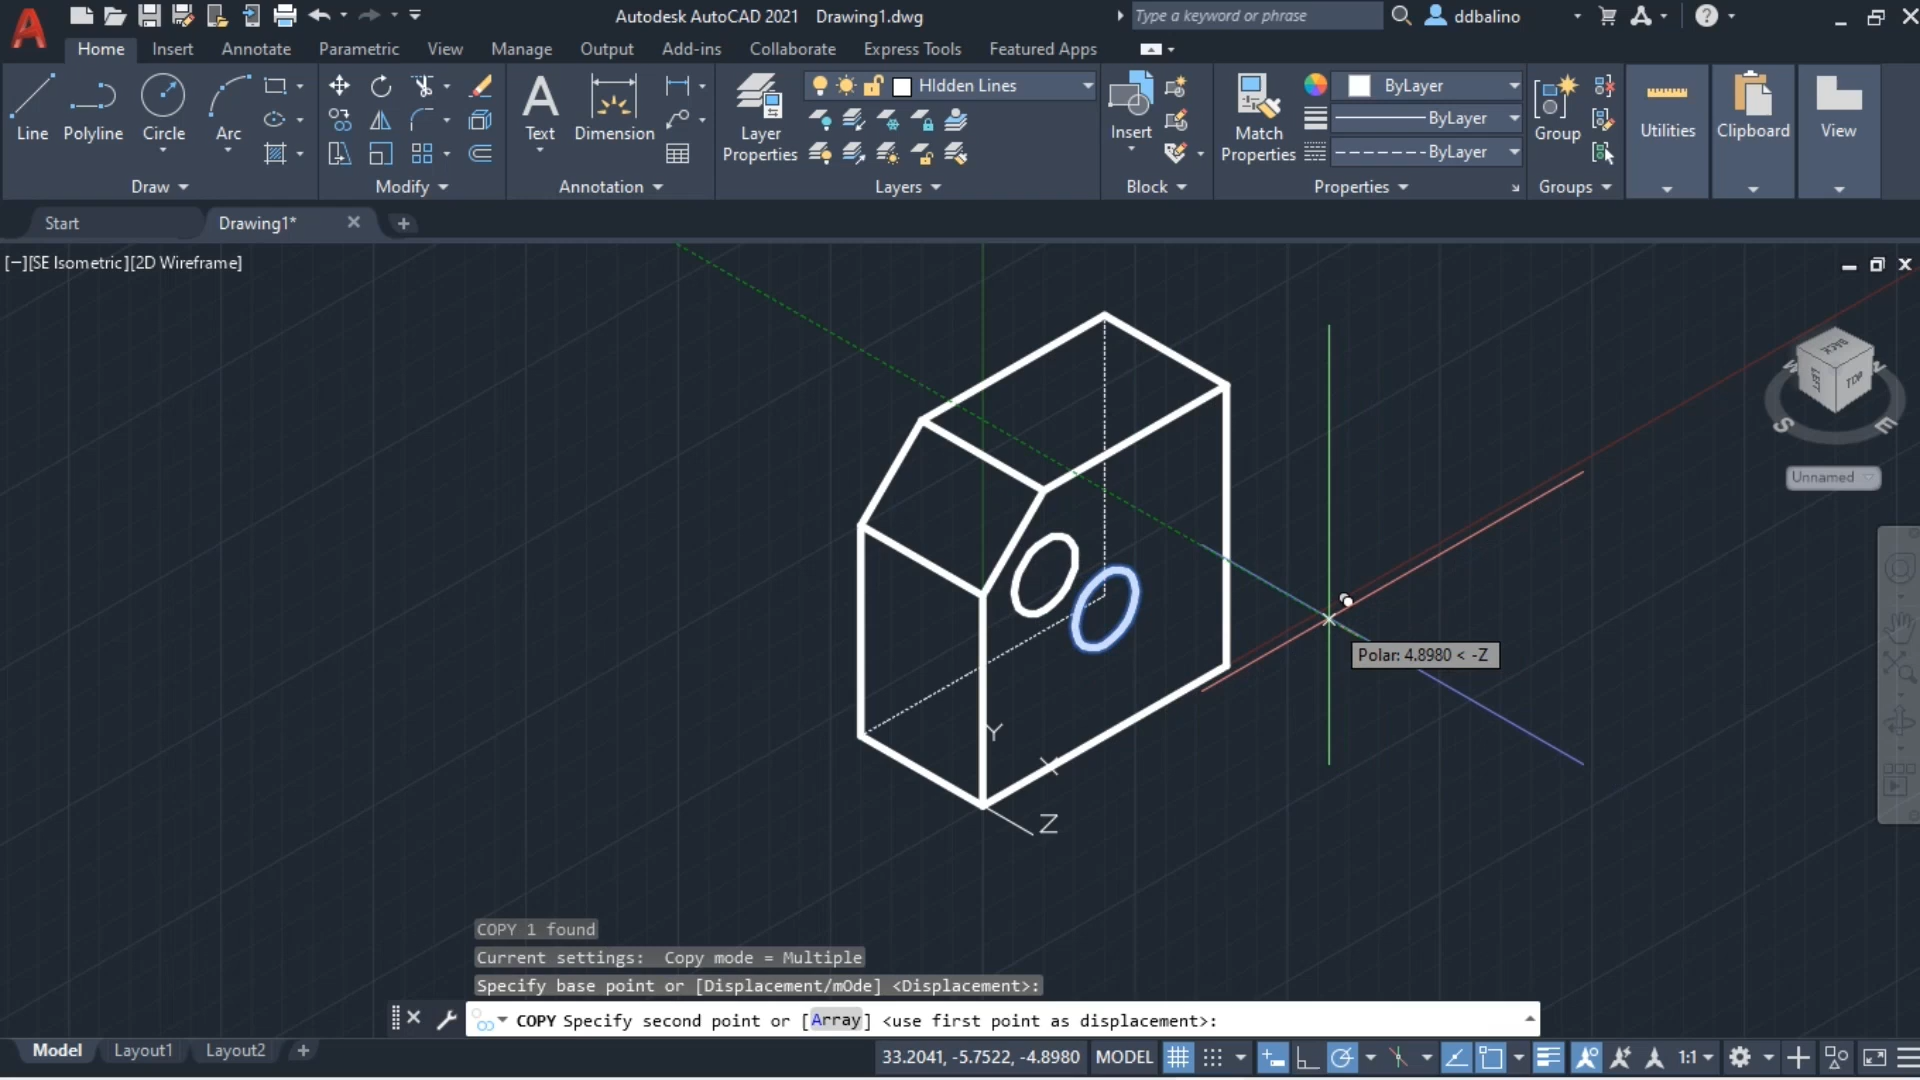 Autodesk AutoCAD 2021 Drawing1.dwg
Type a keyword or phrase
ddbalino
Home Insert Annotate Parametric View Manage Output Add-ins Collaborate Express Tools Featured Apps
HIdden Lines
ByLayer
ByLayer
ByLayer
Line Polyline Circle Arc
Text Dimension
Layer Properties
Insert
Match Properties
Group
Utilities
Clipboard
View
Draw
Modify
Annotation
Layers
Block
Properties
Groups
Start
Drawing1*
[−][SE Isometric][2D Wireframe]
BACK
LEFT
TOP
W
N
S
E
Unnamed
Polar: 4.8980 < -Z
Y
X
Z
COPY 1 found
Current settings: Copy mode = Multiple
Specify base point or [Displacement/mOde] <Displacement>:
COPY Specify second point or [Array] <use first point as displacement>:
Model Layout1 Layout2
33.2041, -5.7522, -4.8980 MODEL
1:1